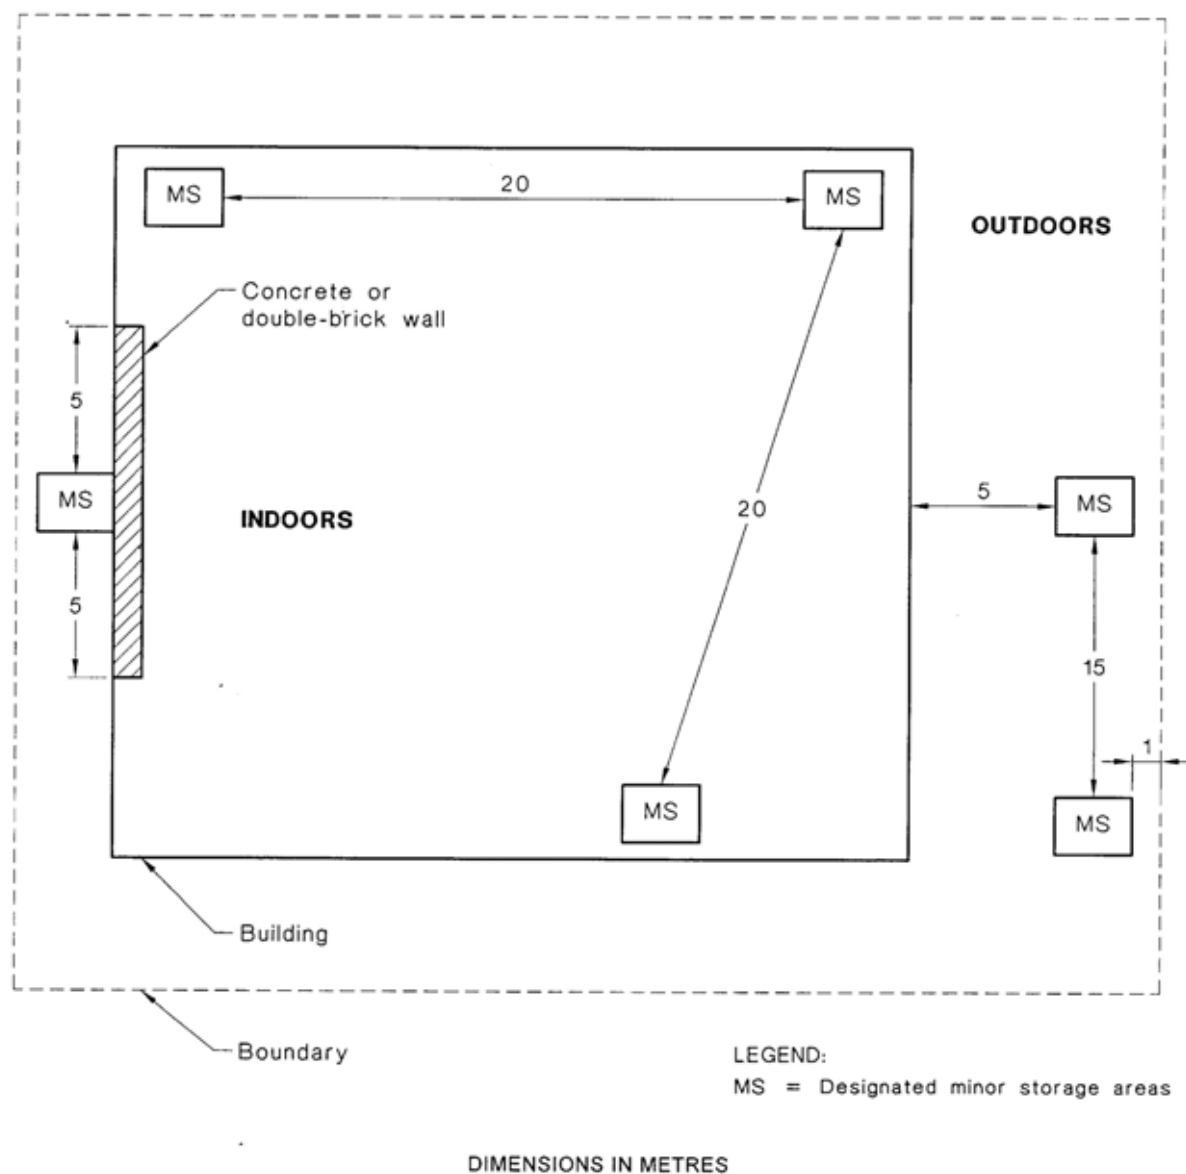 MS
20
MS
OUTDOORS
Concrete or
double-brick wall
5
MS
5
INDOORS
20
5
MS
15
1
MS
MS
Building
Boundary
LEGEND:
MS = Designated minor storage areas
DIMENSIONS IN METRES